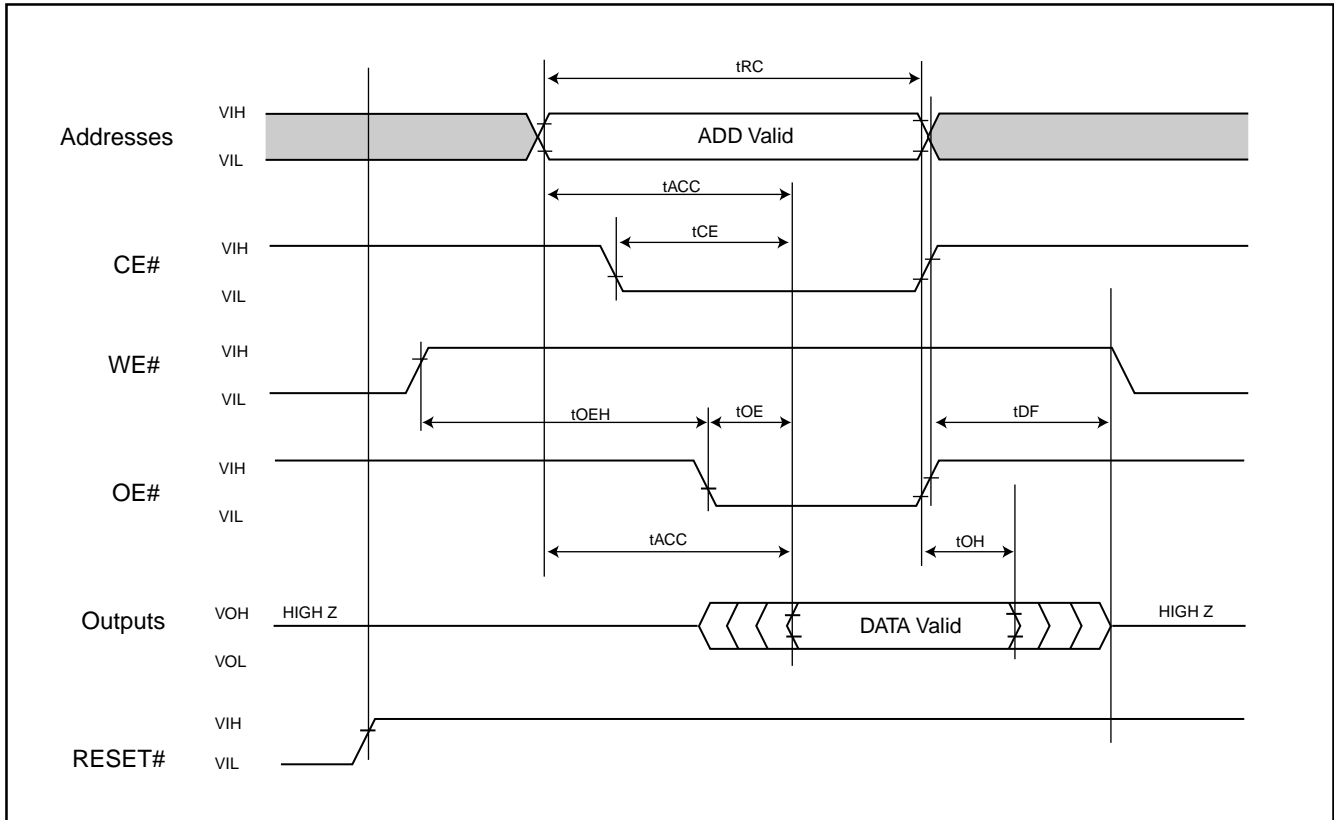 tRC
VIH
Addresses
ADD Valid
VIL
tACC
tCE
VIH
CE#
VIL
VIH
WE#
VIL
tOEH
tOE
tDF
VIH
OE#
VIL
tACC
tOH
VOH
HIGH Z
HIGH Z
Outputs
DATA Valid
VOL
VIH
RESET#
VIL